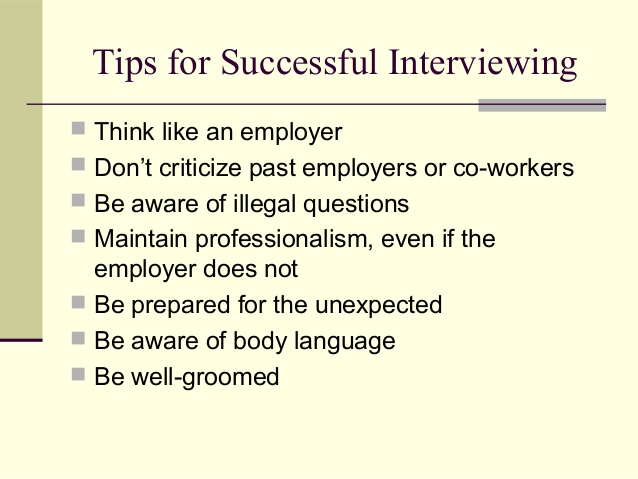 Tips for Successful Interviewing
Think like an employer
Don’t criticize past employers or co-workers
Be aware of illegal questions
Maintain professionalism, even if the
employer does not
Be prepared for the unexpected
Be aware of body language
Be well-groomed